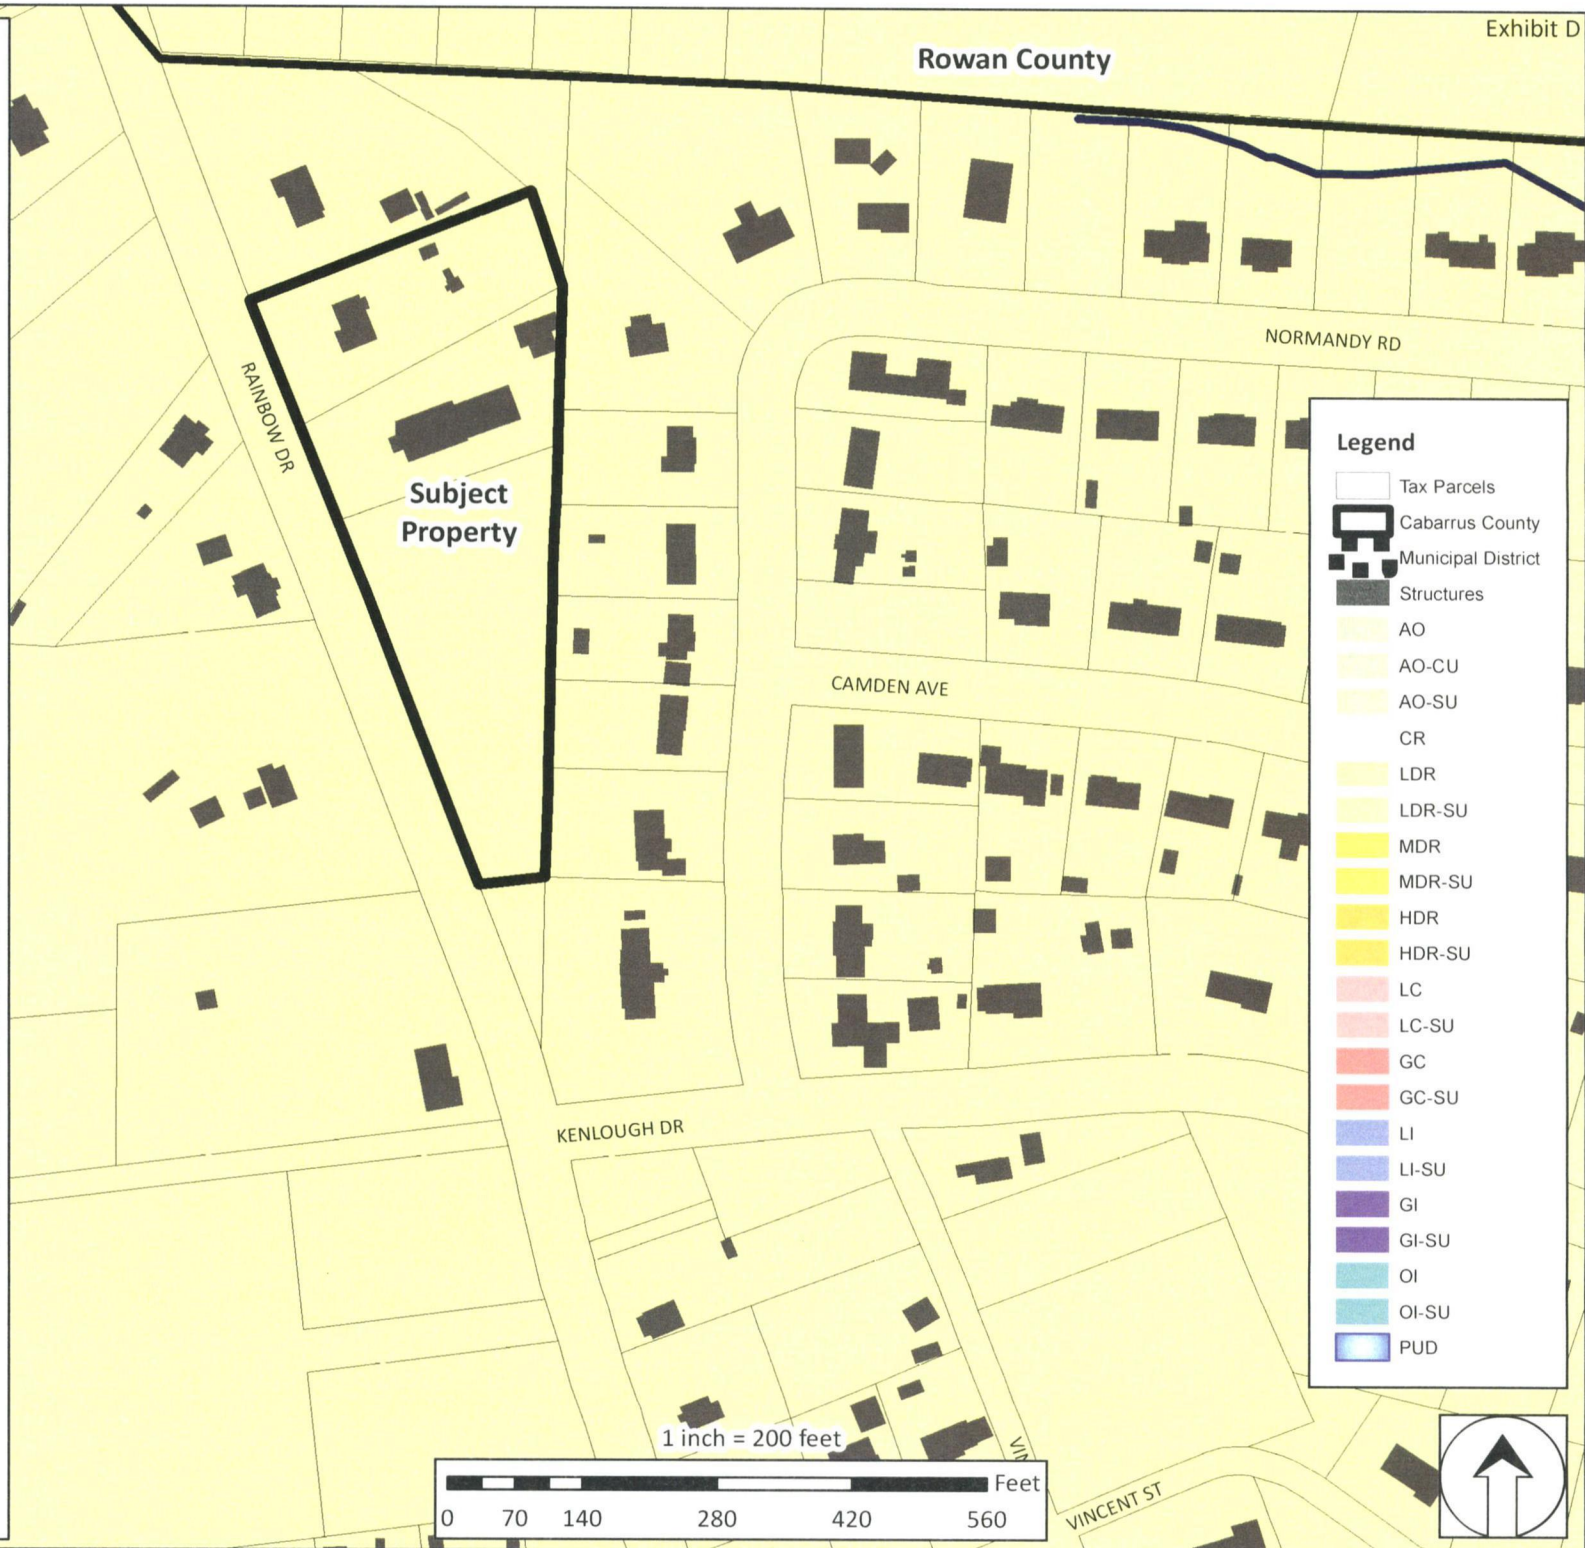 Exhibit D
Rowan County
NORMANDY RD
RAINBOW DR
Subject
Property
CAMDEN AVE
KENLOUGH DR
VINCENT ST
Legend
Tax Parcels
Cabarrus County
Municipal District
Structures
AO
AO-CU
AO-SU
CR
LDR
LDR-SU
MDR
MDR-SU
HDR
HDR-SU
LC
LC-SU
GC
GC-SU
LI
LI-SU
GI
GI-SU
OI
OI-SU
PUD
1 inch = 200 feet
Feet
0 70 140 280 420 560
VIN